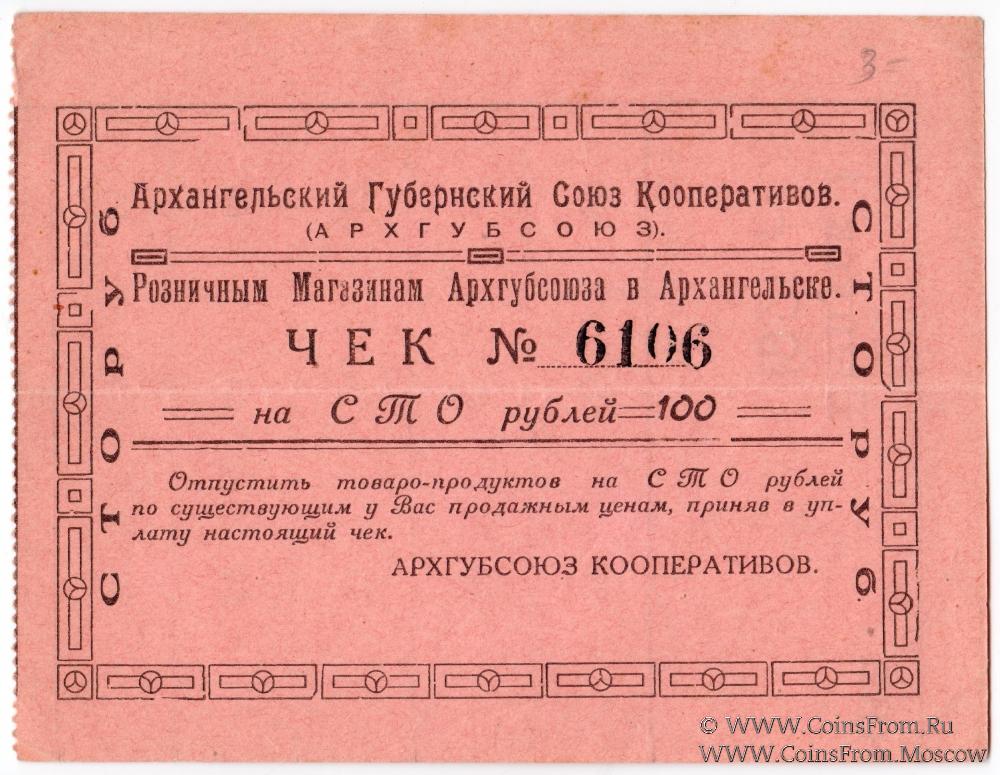 3-
Архангельский Губернский Союз Кооперативов.
(АРХГУБСОЮЗ).
Розничным Магазинам Архгубсоюза в Архангельске.
ЧЕК № 6106
на СТО рублей 100
Отпустить товаро-продуктов на СТО рублей
по существующим у Вас продажным ценам, приняв в уп-
лату настоящий чек.
АРХГУБСОЮЗ КООПЕРАТИВОВ.
СТО РУб
СТО РУб
© WWW.CoinsFrom.Ru
WWW.CoinsFrom.Moscow